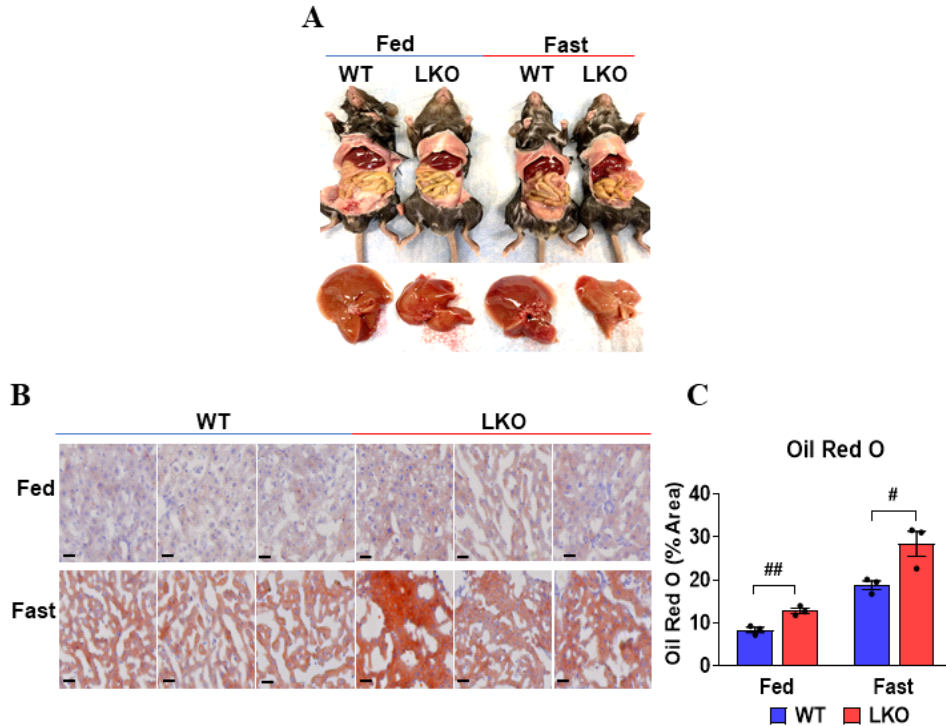 A
Fed Fast
WT LKO WT LKO
B
WT LKO
Fed
Fast
C
Oil Red O
Oil Red O (% Area)
40
30
20
10
0
##
#
Fed Fast
WT LKO